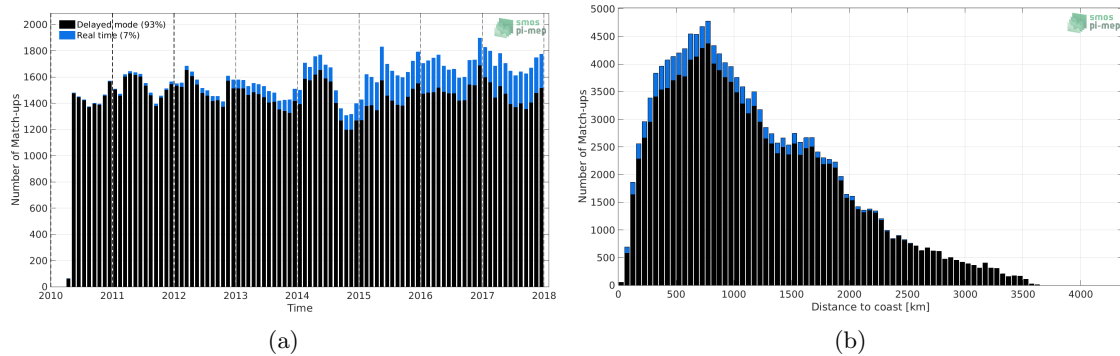 2000
1800
1600
1400
1200
1000
800
600
400
200
0
Number of Match-ups
Delayed mode (93%)
Real time (7%)
smos
pi-mep
2010 2011 2012 2013 2014 2015 2016 2017 2018
Time
(a)
5000
4500
4000
3500
3000
2500
2000
1500
1000
500
0
Number of Match-ups
smos
pi-mep
0 500 1000 1500 2000 2500 3000 3500 4000
Distance to coast [km]
(b)